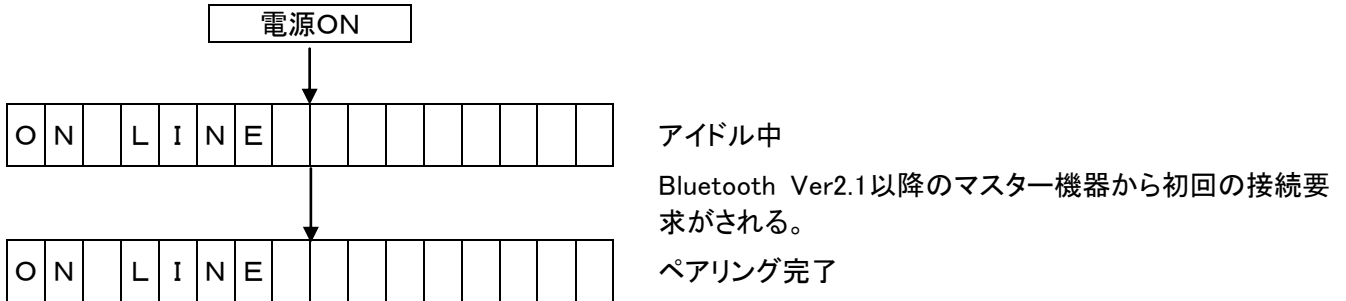 電源ON
ON LINE
アイドル中
Bluetooth Ver2.1以降のマスター機器から初回の接続要
求がされる。
ON LINE
ペアリング完了